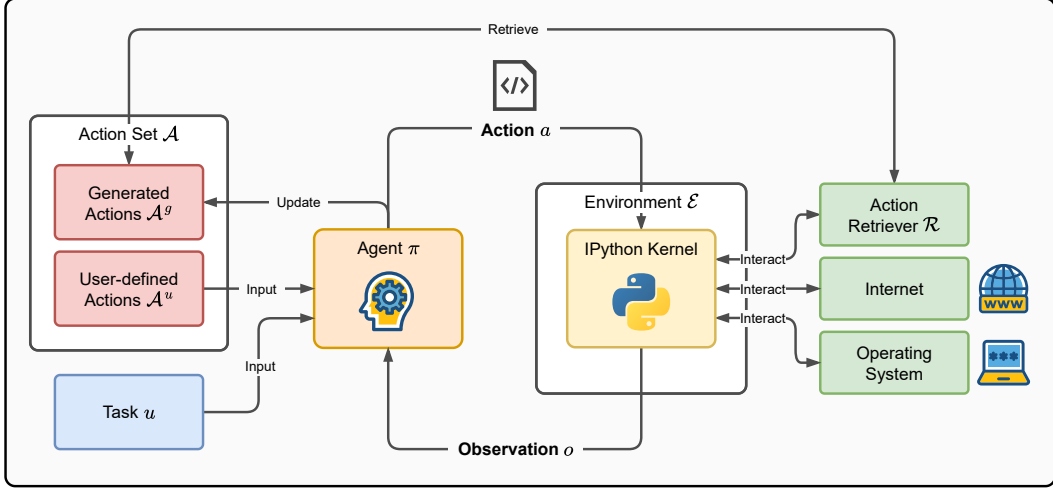 Retrieve
</>
Action a
Action Set 𝒜
Generated
Actions 𝒜^g
User-defined
Actions 𝒜^u
Update
Input
Input
Task u
Agent π
Environment ℰ
IPython Kernel
Interact
Interact
Interact
Action
Retriever ℛ
Internet
WWW
Operating
System
***
Observation o